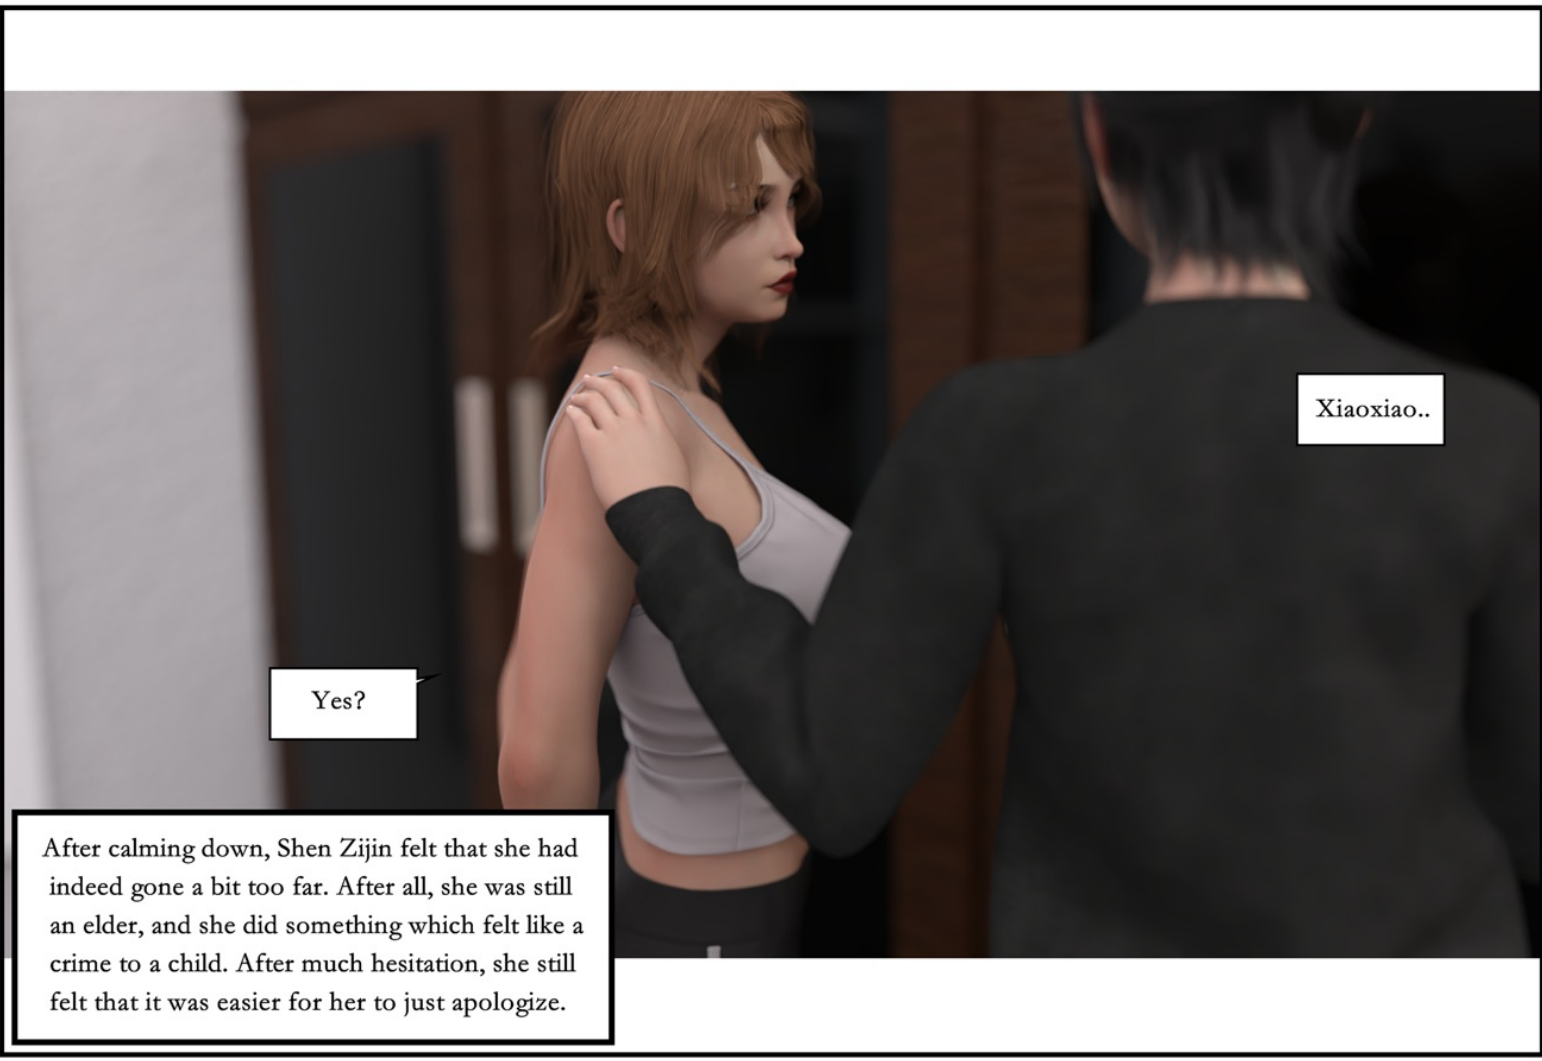 Xiaoxiao..
Yes?
After calming down, Shen Zijin felt that she had
indeed gone a bit too far. After all, she was still
an elder, and she did something which felt like a
crime to a child. After much hesitation, she still
felt that it was easier for her to just apologize.